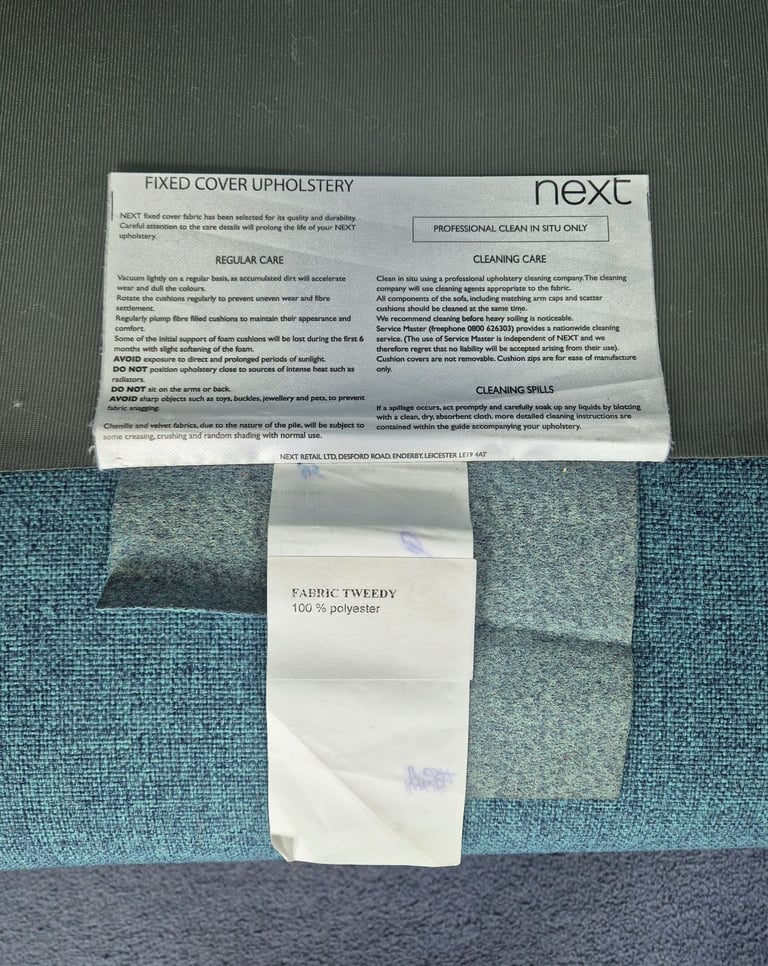 FIXED COVER UPHOLSTERY
next
NEXT fixed cover fabric has been selected for its quality and durability.
Careful attention to the care details will prolong the life of your NEXT
upholstery.
PROFESSIONAL CLEAN IN SITU ONLY
REGULAR CARE
Vacuum lightly on a regular basis, as accumulated dirt will accelerate
wear and dull the colours.
Rotate the cushions regularly to prevent uneven wear and fibre
settlement.
Regularly plump fibre filled cushions to maintain their appearance and
comfort.
Some of the initial support of foam cushions will be lost during the first 6
months with slight softening of the foam.
AVOID exposure to direct and prolonged periods of sunlight.
DO NOT position upholstery close to sources of intense heat such as
radiators.
DO NOT sit on the arms or back.
AVOID sharp objects such as toys, buckles, jewellery and pets, to prevent
fabric snagging.
Chenille and velvet fabrics, due to the nature of the pile, will be subject to
some creasing, crushing and random shading with normal use.
CLEANING CARE
Clean in situ using a professional upholstery cleaning company. The cleaning
company will use cleaning agents appropriate to the fabric.
All components of the sofa, including matching arm caps and scatter
cushions should be cleaned at the same time.
We recommend cleaning before heavy soiling is noticeable.
Service Master (freephone 0800 626303) provides a nationwide cleaning
service. (The use of Service Master is independent of NEXT and we
therefore regret that no liability will be accepted arising from their use).
Cushion covers are not removable. Cushion zips are for ease of manufacture
only.
CLEANING SPILLS
If a spillage occurs, act promptly and carefully soak up any liquids by blotting
with a clean, dry, absorbent cloth. more detailed cleaning instructions are
contained within the guide accompanying your upholstery.
NEXT RETAIL LTD, DESFORD ROAD, ENDERBY, LEICESTER LE19 4AT
FABRIC TWEEDY
100 % polyester